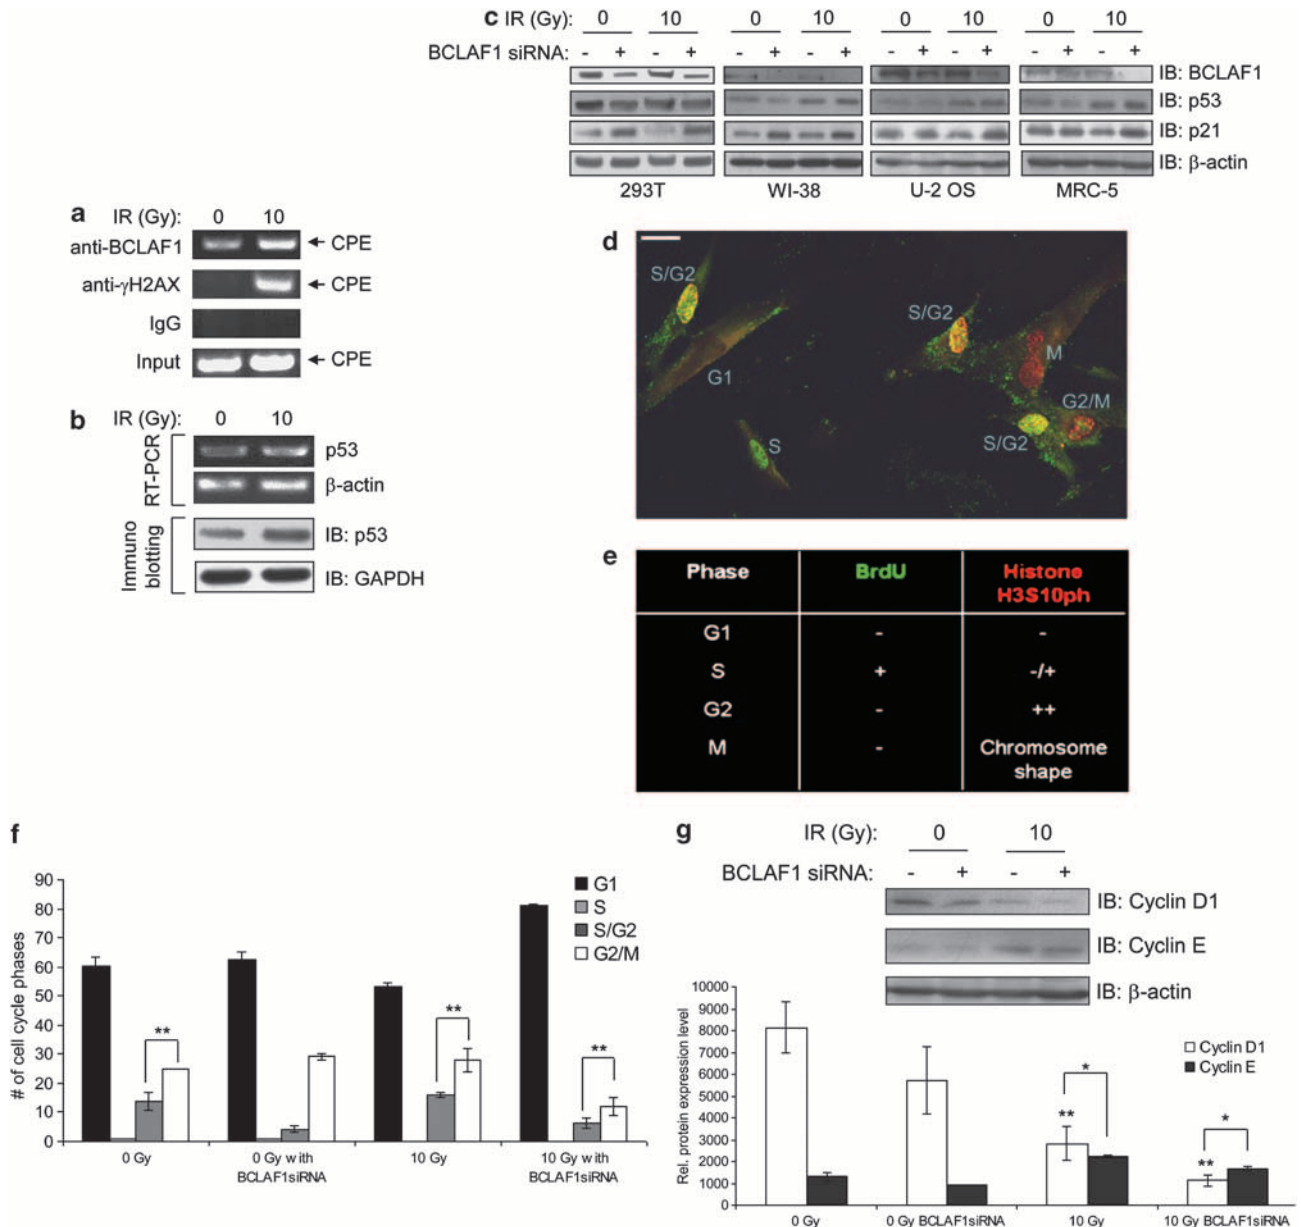 c IR (Gy): 0 10 0 10 0 10 0 10
BCLAF1 siRNA: - + - + - + - + - + - + - + - +
IB: BCLAF1
IB: p53
IB: p21
IB: β-actin
293T WI-38 U-2 OS MRC-5
a IR (Gy): 0 10
anti-BCLAF1 CPE
anti-γH2AX CPE
IgG
Input CPE
b IR (Gy): 0 10
RT-PCR
p53
β-actin
Immuno
blotting
IB: p53
IB: GAPDH
d
S/G2
G1
S
S/G2
M
G2/M
S/G2
e
Phase BrdU Histone
H3S10ph
G1 - -
S + -/+
G2 - ++
M - Chromosome
shape
f
# of cell cycle phases
90
80
70
60
50
40
30
20
10
0
G1
S
S/G2
G2/M
** ** **
0 Gy 0 Gy with 10 Gy 10 Gy with
BCLAF1siRNA BCLAF1siRNA
g IR (Gy): 0 10
BCLAF1 siRNA: - + - +
IB: Cyclin D1
IB: Cyclin E
IB: β-actin
Rel. protein expression level
10000
9000
8000
7000
6000
5000
4000
3000
2000
1000
0
Cyclin D1
Cyclin E
* *
** **
0 Gy 0 Gy BCLAF1siRNA 10 Gy 10 Gy BCLAF1siRNA